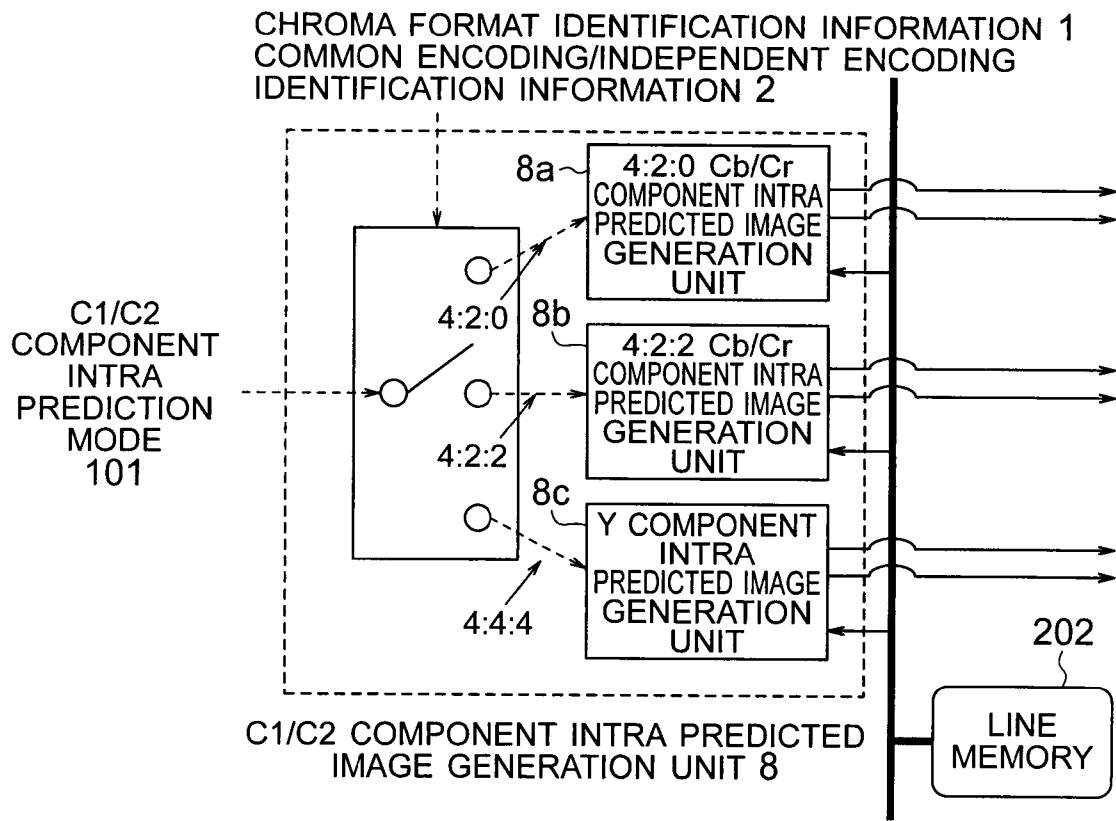 CHROMA FORMAT IDENTIFICATION INFORMATION 1
COMMON ENCODING/INDEPENDENT ENCODING
IDENTIFICATION INFORMATION 2
8a
4:2:0 Cb/Cr
COMPONENT INTRA
PREDICTED IMAGE
GENERATION
UNIT
4:2:0
C1/C2
COMPONENT
INTRA
PREDICTION
MODE
101
8b
4:2:2 Cb/Cr
COMPONENT INTRA
PREDICTED IMAGE
GENERATION
UNIT
4:2:2
8c
Y COMPONENT
INTRA
PREDICTED IMAGE
GENERATION
UNIT
4:4:4
202
LINE
MEMORY
C1/C2 COMPONENT INTRA PREDICTED
IMAGE GENERATION UNIT 8